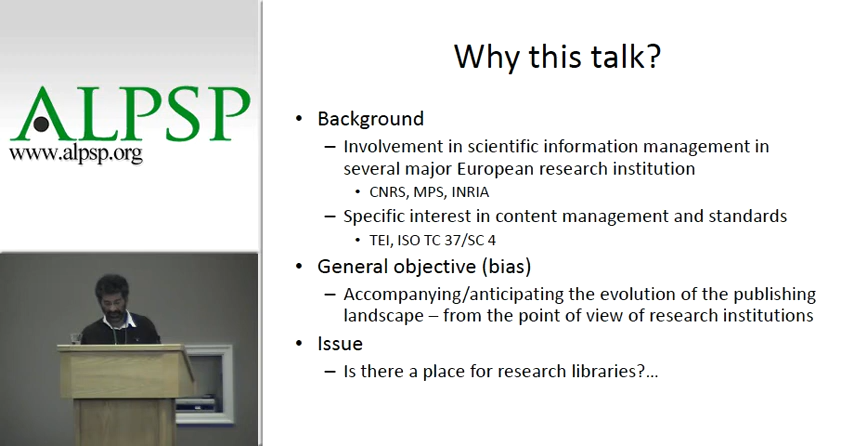 ALPSP
www.alpsp.org
Why this talk?
• Background
– Involvement in scientific information management in
several major European research institution
• CNRS, MPS, INRIA
– Specific interest in content management and standards
• TEI, ISO TC 37/SC 4
• General objective (bias)
– Accompanying/anticipating the evolution of the publishing
landscape – from the point of view of research institutions
• Issue
– Is there a place for research libraries?...